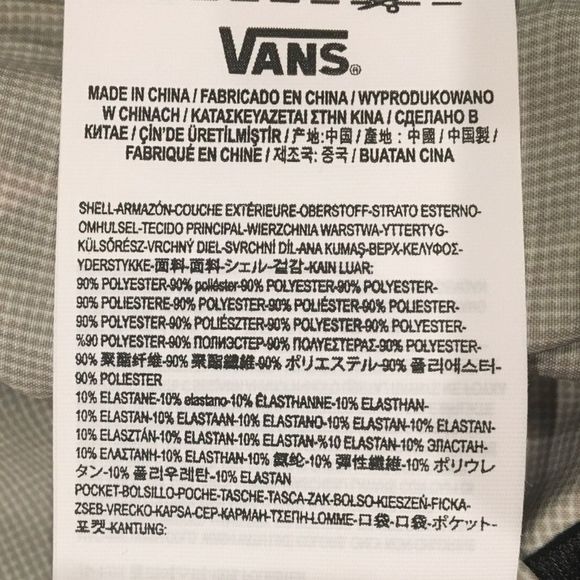 VANS®
MADE IN CHINA / FABRICADO EN CHINA / WYPRODUKOWANO
W CHINACH / ΚΑΤΑΣΚΕΥΑΖΕΤΑΙ ΣΤΗΝ ΚΙΝΑ / СДЕЛАНО В
КИТАЕ / ÇİN'DE ÜRETİLMİŞTİR / 产地:中国 / 產地：中國 / 中国製 /
FABRIQUÉ EN CHINE / 제조국: 중국 / BUATAN CINA
SHELL-ARMAZÓN-COUCHE EXTÉRIEURE-OBERSTOFF-STRATO ESTERNO-
OMHULSEL-TECIDO PRINCIPAL-WIERZCHNIA WARSTWA-YTTERTYG-
KÜLSŐRÉSZ-VRCHNÝ DIEL-SVRCHNÍ DÍL-ANA KUMAŞ-ВЕРХ-ΚΕΛΥΦΟΣ-
YDERSTYKKE-面料-面料-シェル-겉감-KAIN LUAR:
90% POLYESTER-90% poliéster-90% POLYESTER-90% POLYESTER-
90% POLIESTERE-90% POLYESTER-90% POLIÉSTER-90% POLIESTER-
90% POLYESTER-90% POLIÉSZTER-90% POLYESTER-90% POLYESTER-
%90 POLYESTER-90% ПОЛИЭСТЕР-90% ΠΟΛΥΕΣΤΕΡΑΣ-90% POLYESTER-
90% 聚酯纤维-90% 聚酯纖維-90% ポリエステル-90% 폴리에스터-
90% POLIESTER
10% ELASTANE-10% elastano-10% ÉLASTHANNE-10% ELASTHAN-
10% ELASTAN-10% ELASTAAN-10% ELASTANO-10% ELASTAN-10% ELASTAN-
10% ELASZTÁN-10% ELASTAN-10% ELASTAN-%10 ELASTAN-10% ЭЛАСТАН-
10% ΕΛΑΣΤΑΝΗ-10% ELASTHAN-10% 氨纶-10% 彈性纖維-10% ポリウレ
タン-10% 폴리우레탄-10% ELASTAN
POCKET-BOLSILLO-POCHE-TASCHE-TASCA-ZAK-BOLSO-KIESZEŃ-FICKA-
ZSEB-VRECKO-KAPSA-CEP-КАРМАН-ΤΣΕΠΗ-LOMME-口袋-口袋-ポケット-
포켓-KANTUNG: